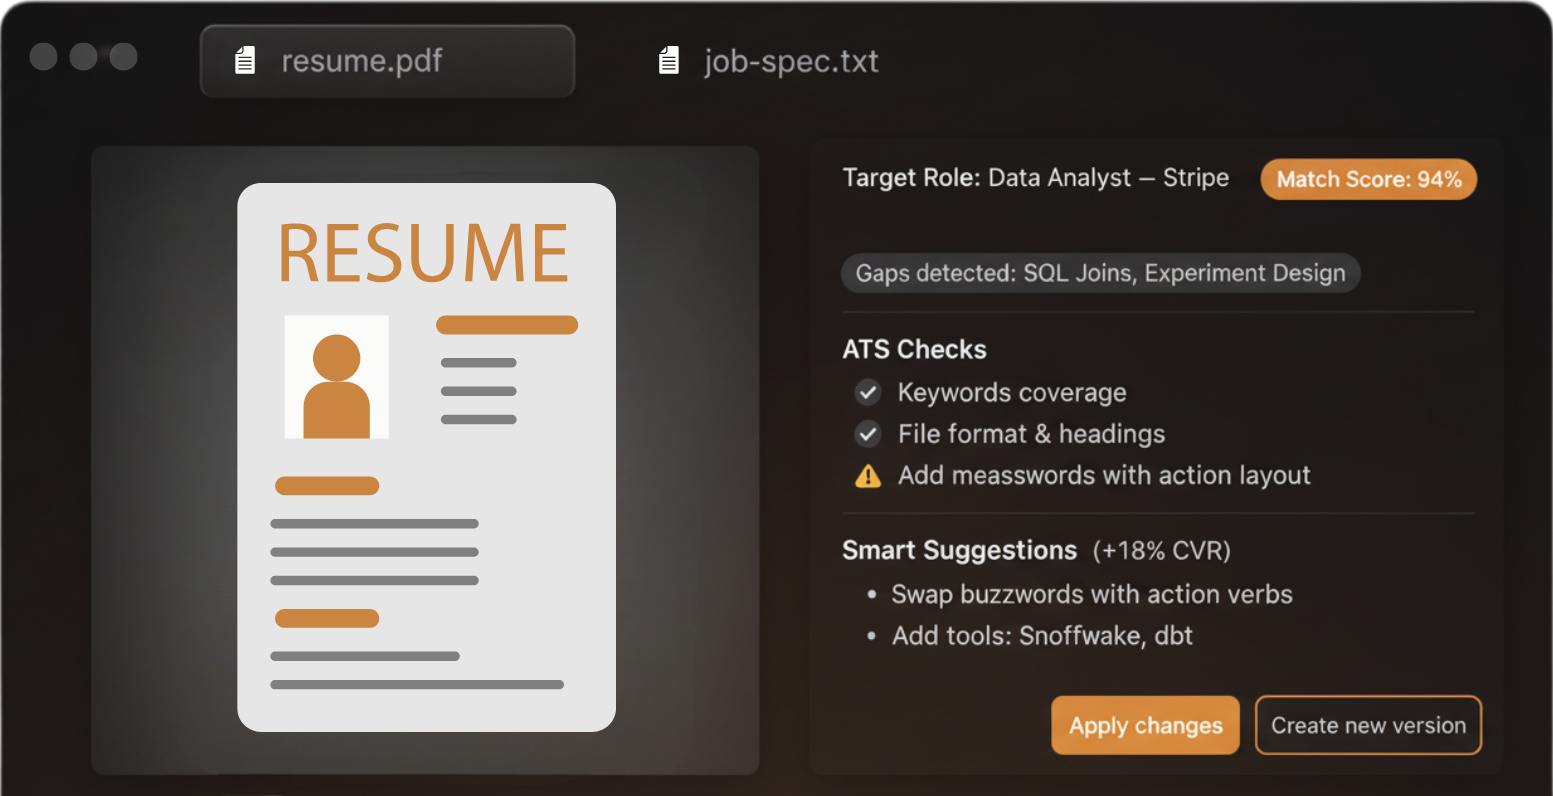 resume.pdf
job-spec.txt
RESUME
Target Role: Data Analyst – Stripe
Match Score: 94%
Gaps detected: SQL Joins, Experiment Design
ATS Checks
Keywords coverage
File format & headings
Add measswords with action layout
Smart Suggestions (+18% CVR)
• Swap buzzwords with action verbs
• Add tools: Snoffwake, dbt
Apply changes
Create new version